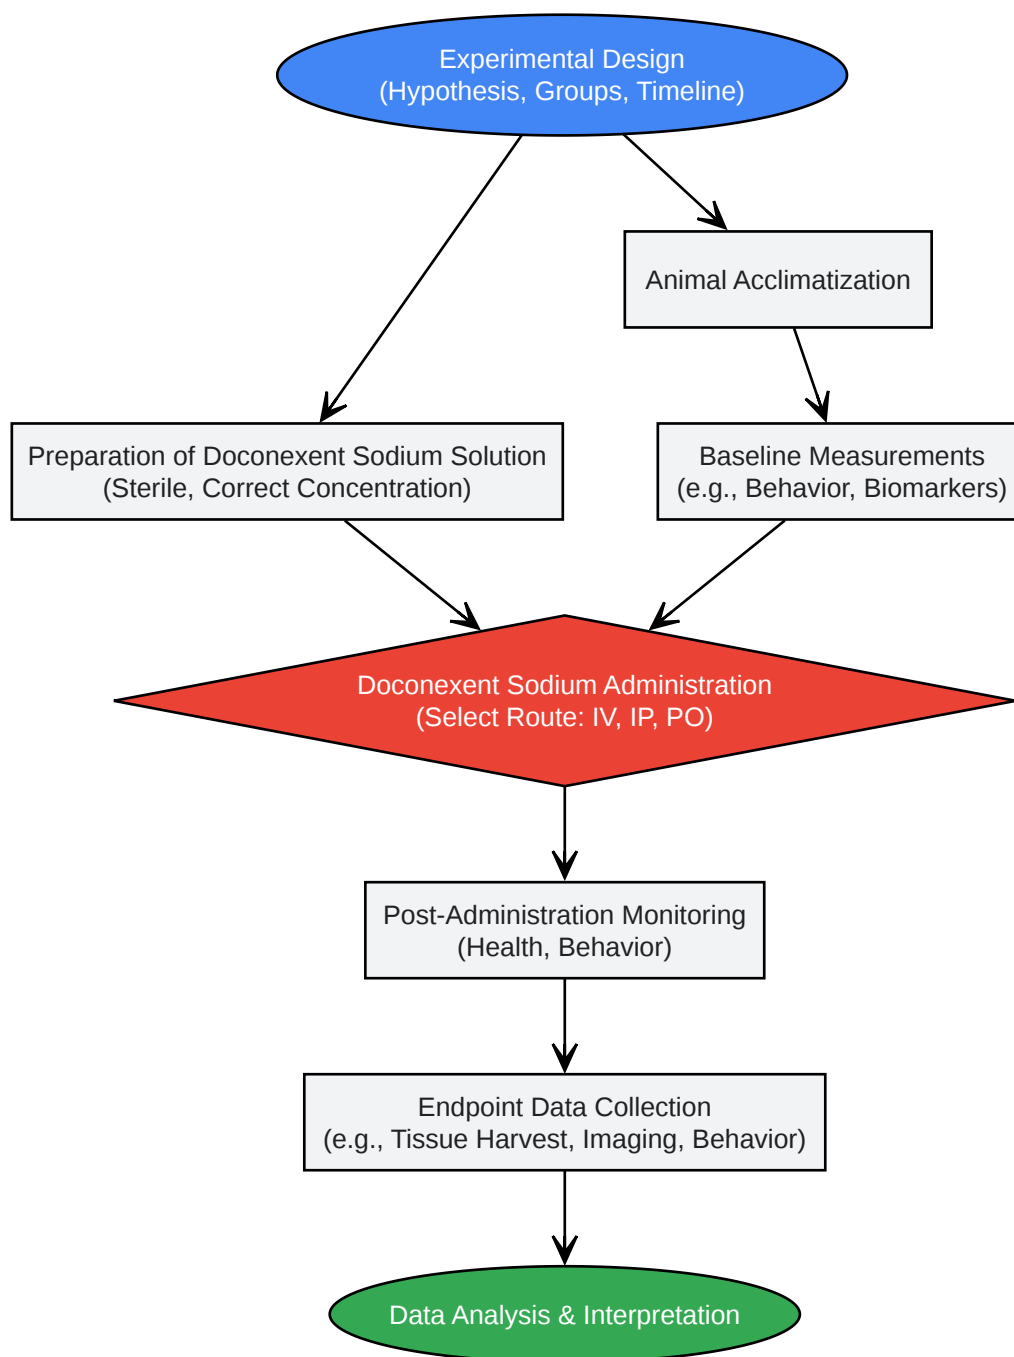 Experimental Design
(Hypothesis, Groups, Timeline)
Animal Acclimatization
Preparation of Doconexent Sodium Solution
(Sterile, Correct Concentration)
Baseline Measurements
(e.g., Behavior, Biomarkers)
Doconexent Sodium Administration
(Select Route: IV, IP, PO)
Post-Administration Monitoring
(Health, Behavior)
Endpoint Data Collection
(e.g., Tissue Harvest, Imaging, Behavior)
Data Analysis & Interpretation